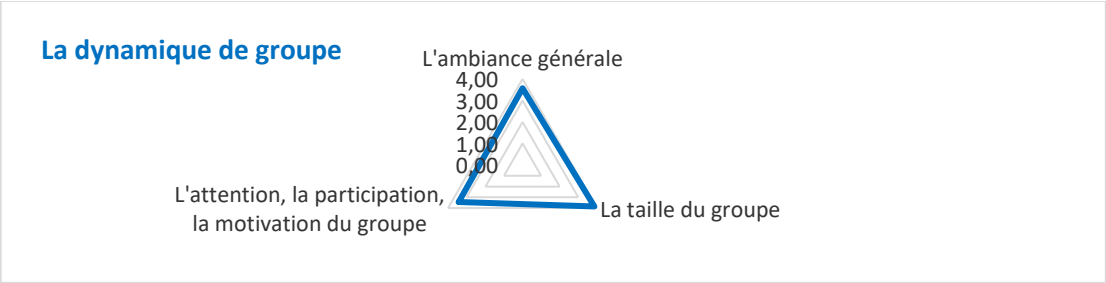 La dynamique de groupe
L'ambiance générale
4,00
3,00
2,00
1,00
0,00
L'attention, la participation,
la motivation du groupe
La taille du groupe